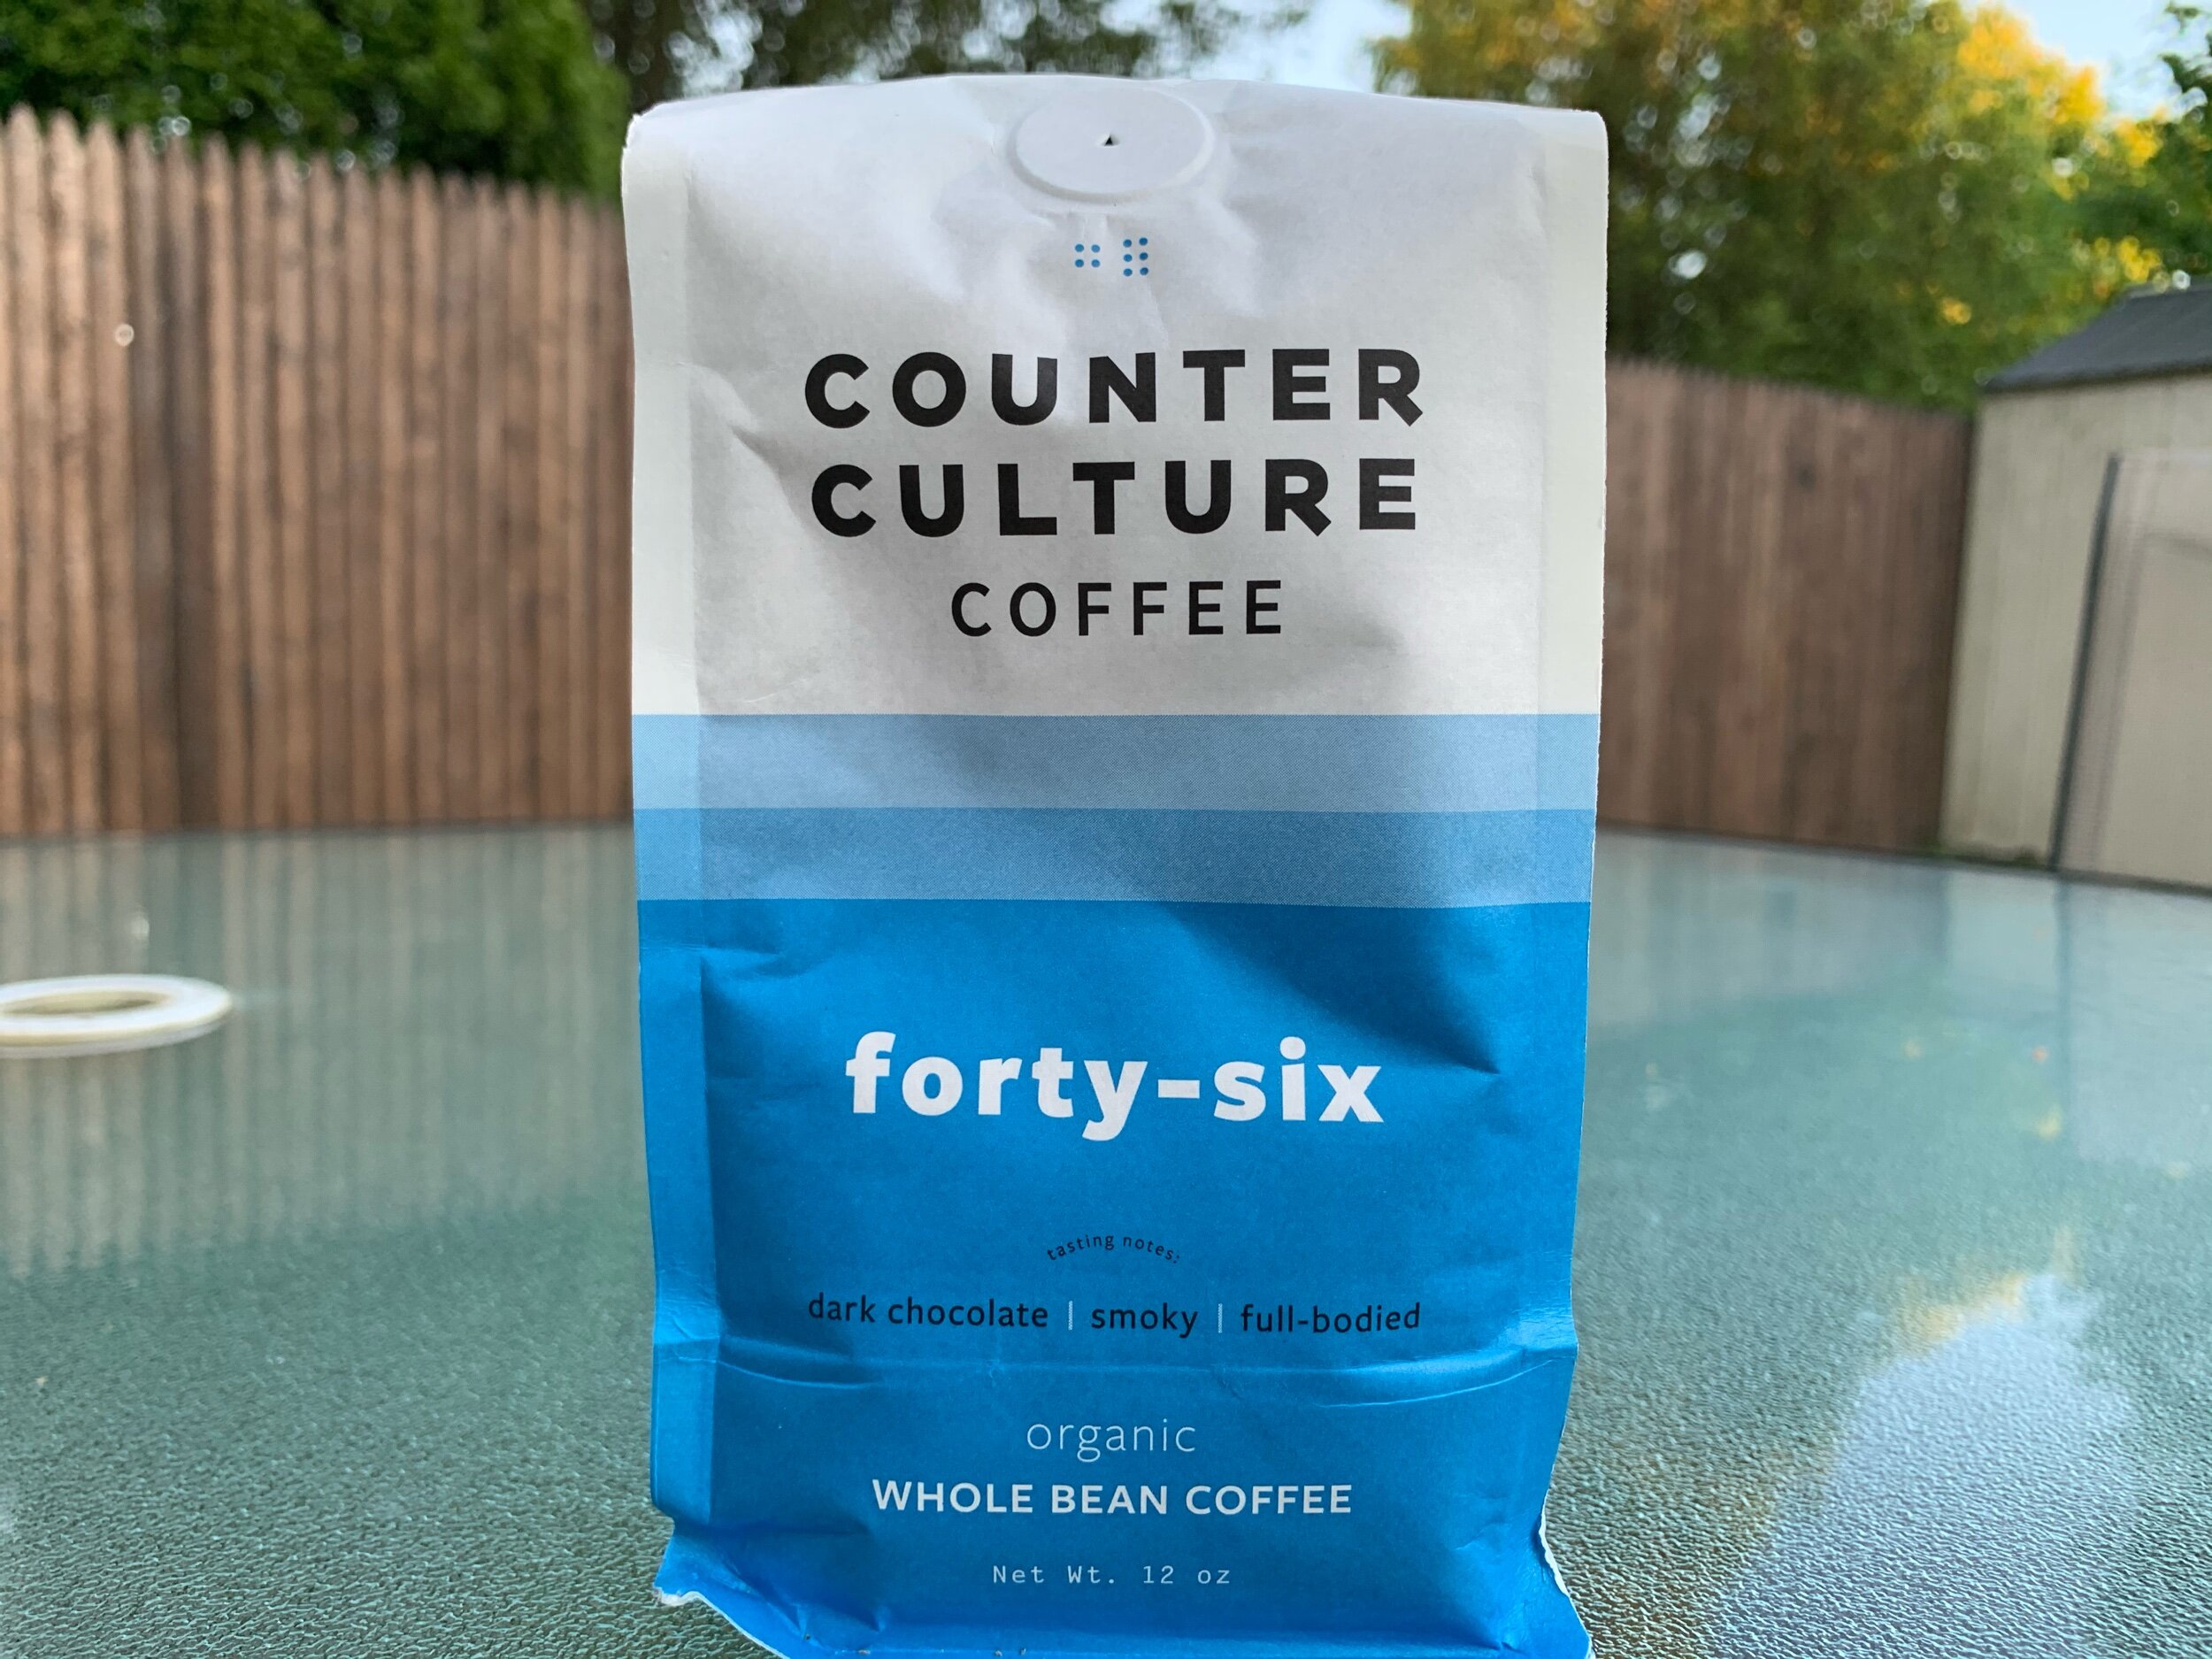 COUNTER
CULTURE
COFFEE
forty-six
tasting notes:
dark chocolate | smoky | full-bodied
organic
WHOLE BEAN COFFEE
Net Wt. 12 oz